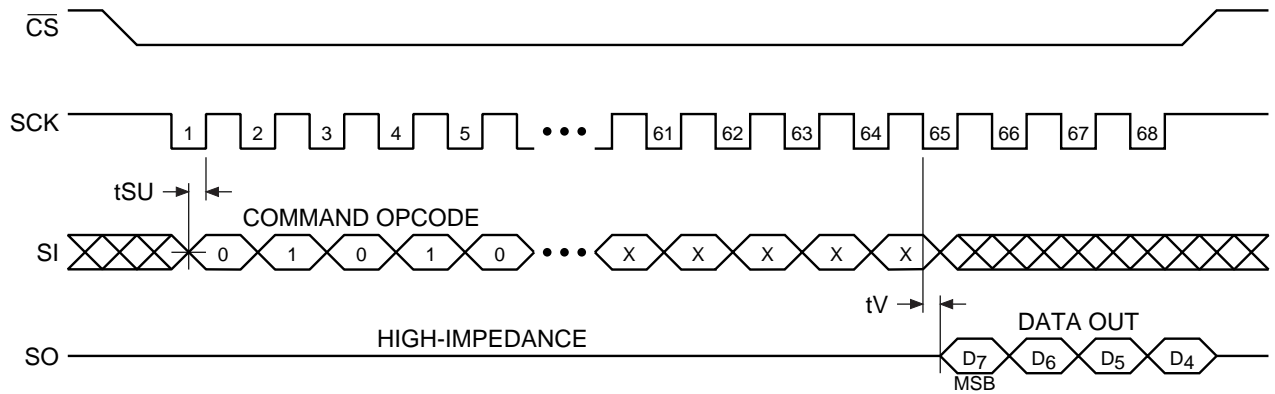 CS
SCK
1 2 3 4 5 ••• 61 62 63 64 65 66 67 68
tSU
COMMAND OPCODE
SI
0 1 0 1 0 ••• X X X X X
tV
HIGH-IMPEDANCE
DATA OUT
SO
D7 D6 D5 D4
MSB